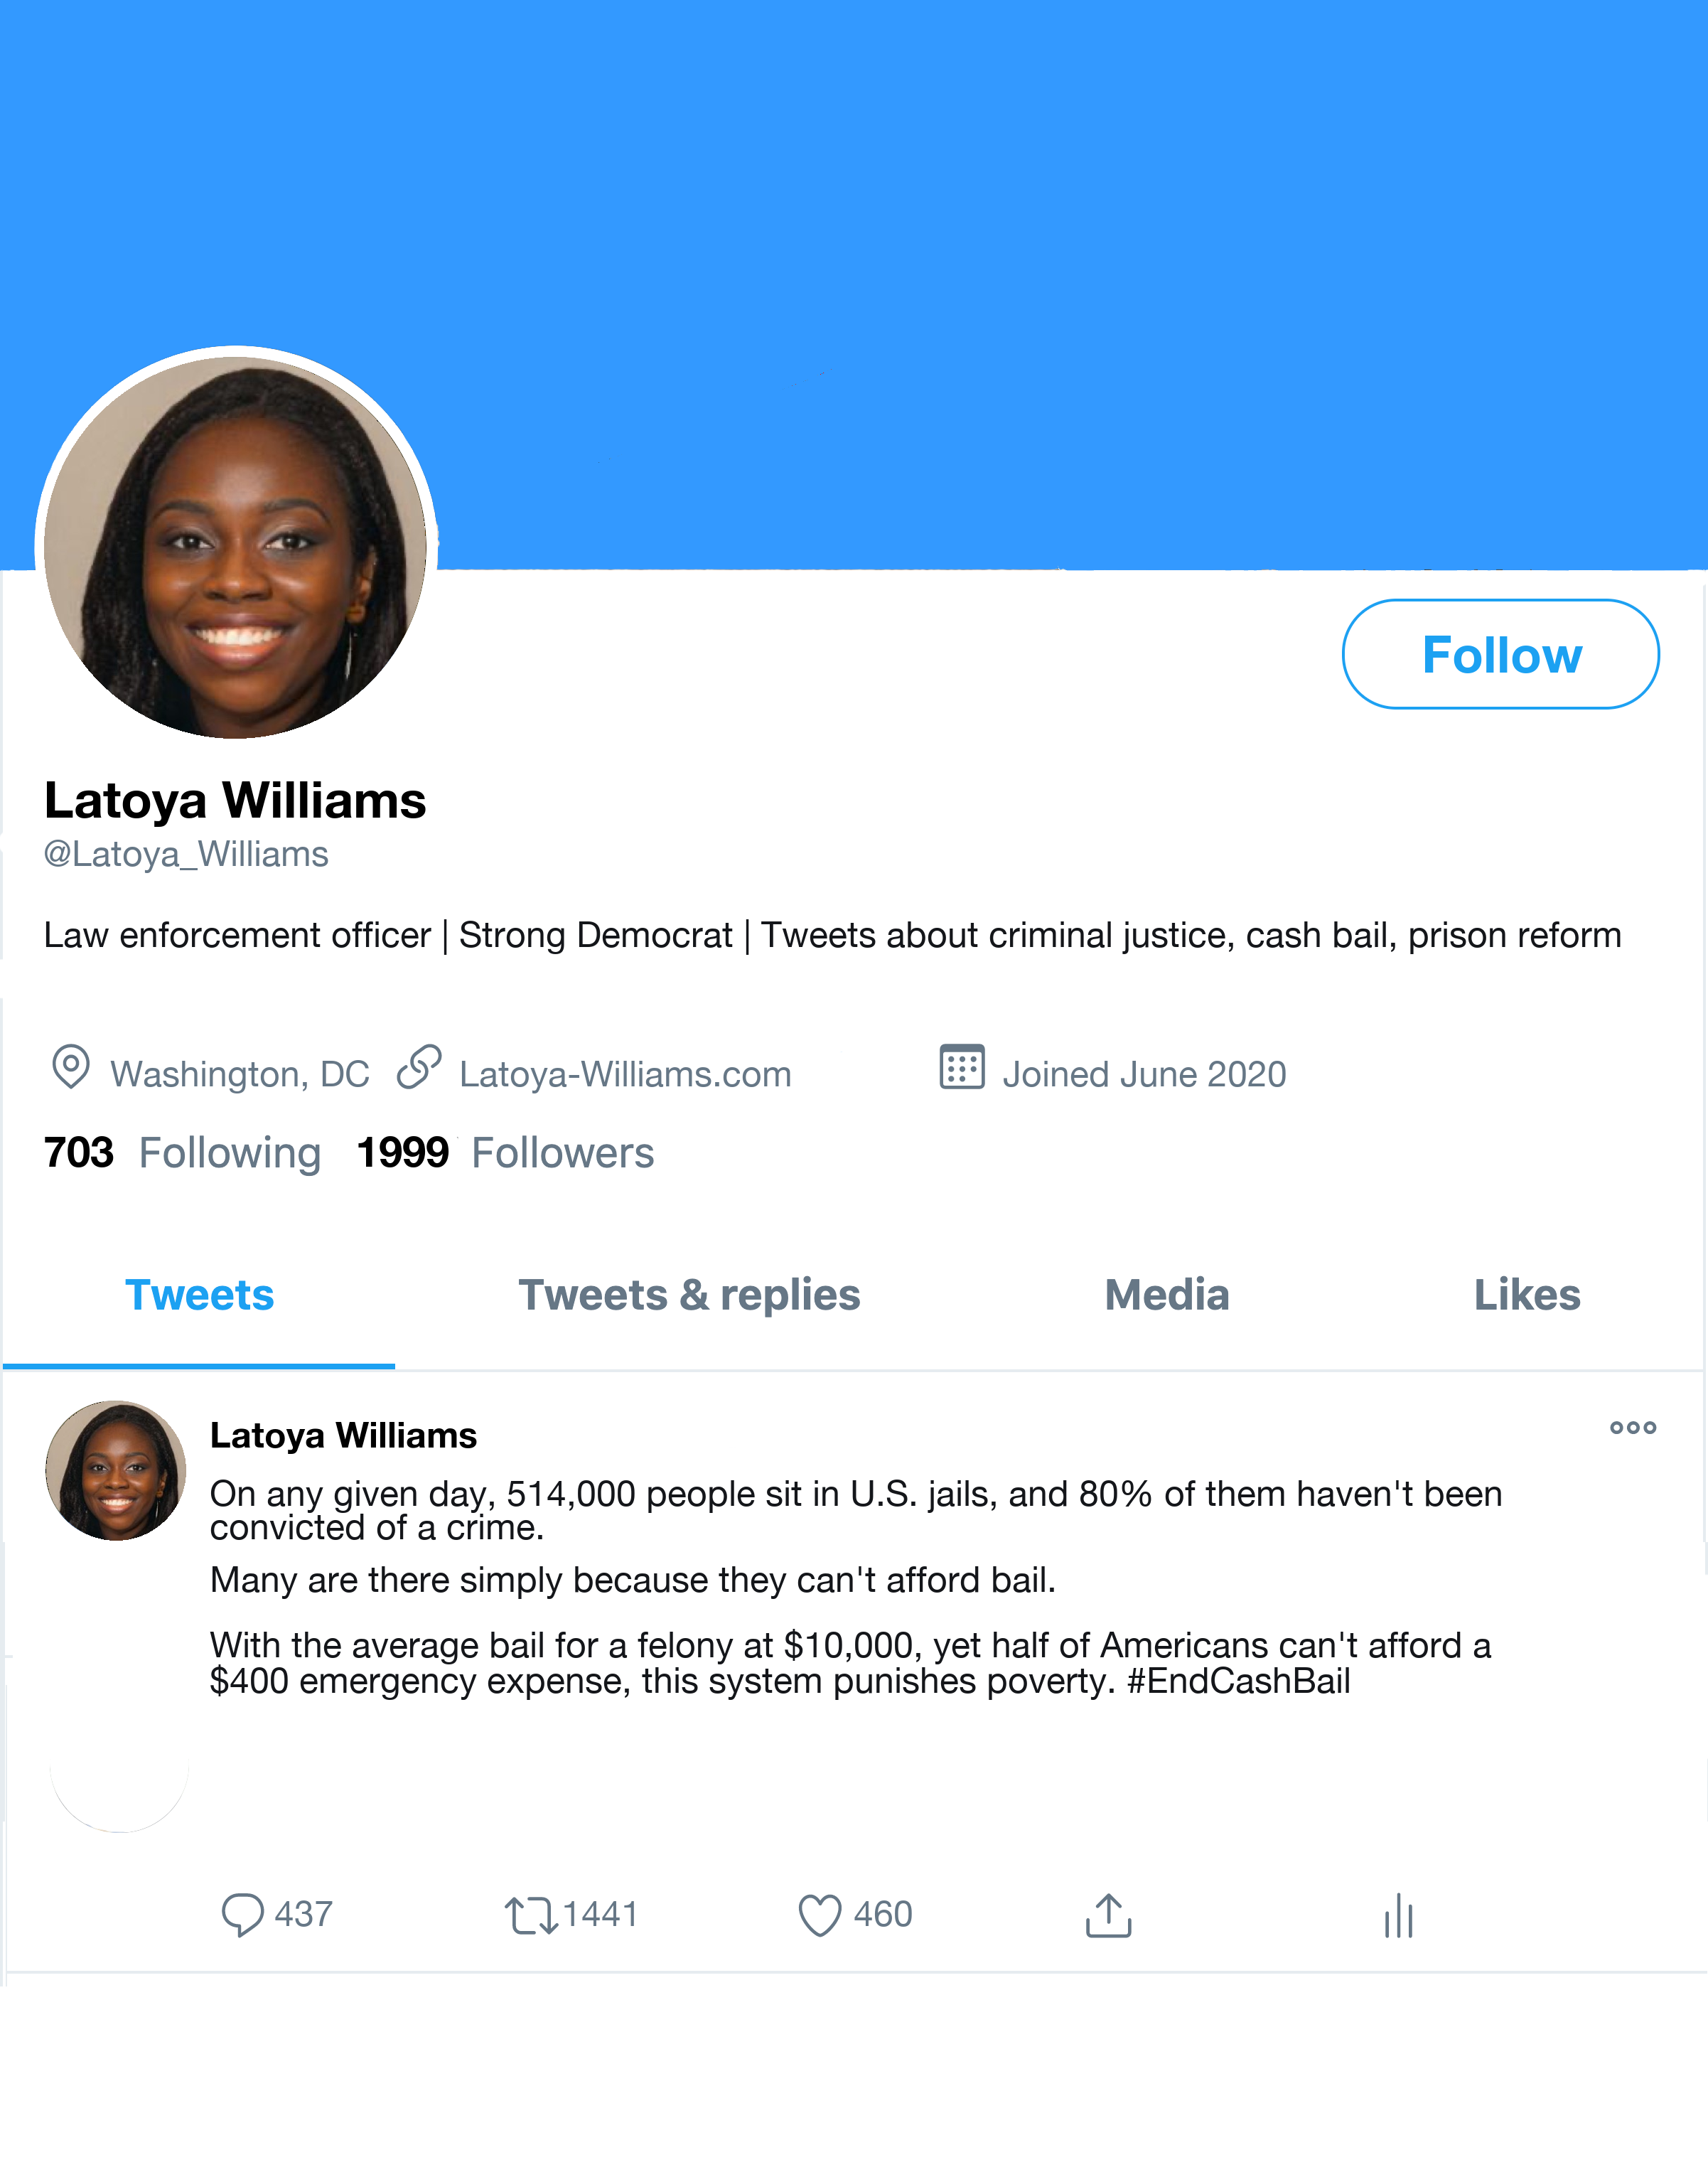 Follow
Latoya Williams
@Latoya_Williams
Law enforcement officer | Strong Democrat | Tweets about criminal justice, cash bail, prison reform
Washington, DC Latoya-Williams.com Joined June 2020
703 Following 1999 Followers
Tweets Tweets & replies Media Likes
Latoya Williams
On any given day, 514,000 people sit in U.S. jails, and 80% of them haven't been
convicted of a crime.
Many are there simply because they can't afford bail.
With the average bail for a felony at $10,000, yet half of Americans can't afford a
$400 emergency expense, this system punishes poverty. #EndCashBail
437 1441 460